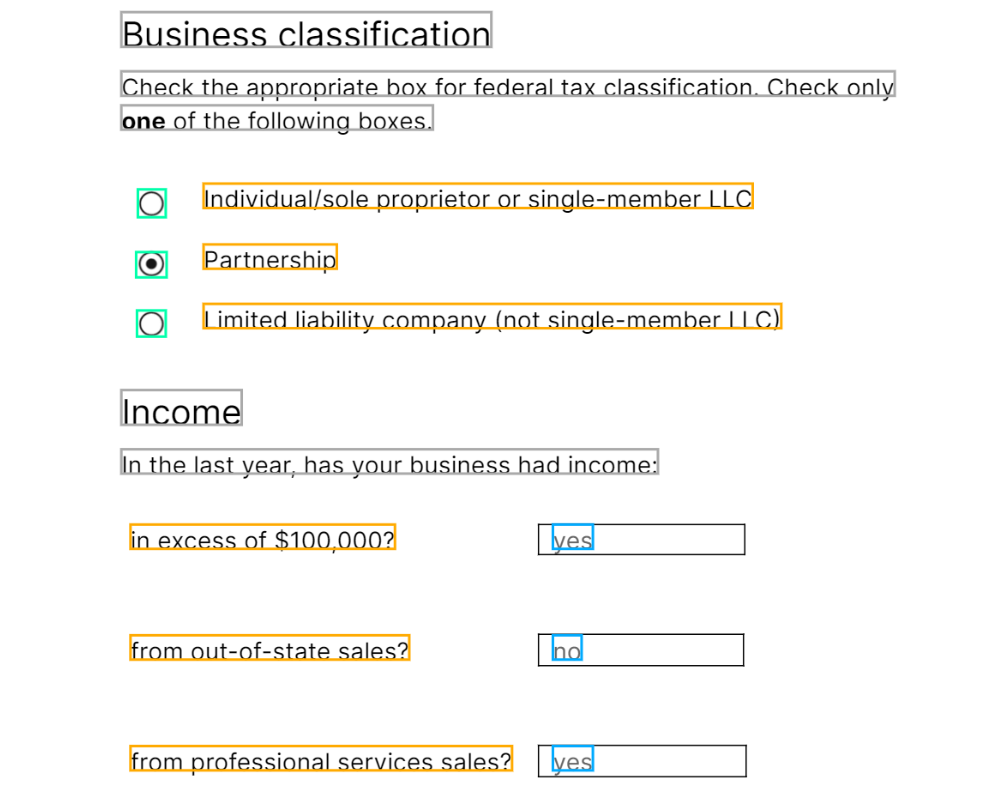 Business classification
Check the appropriate box for federal tax classification. Check only
one of the following boxes.
Individual/sole proprietor or single-member LLC
Partnership
Limited liability company (not single-member LLC)
Income
In the last year, has your business had income:
in excess of $100,000? yes
from out-of-state sales? no
from professional services sales? yes